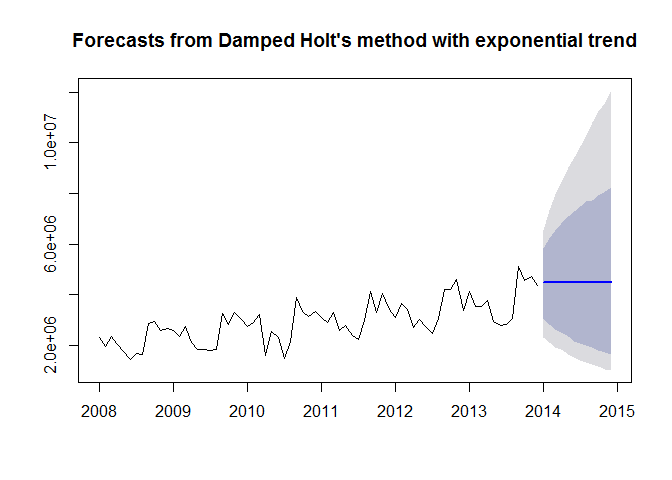 Forecasts from Damped Holt's method with exponential trend
1.0e+07
6.0e+06
2.0e+06
2008 2009 2010 2011 2012 2013 2014 2015